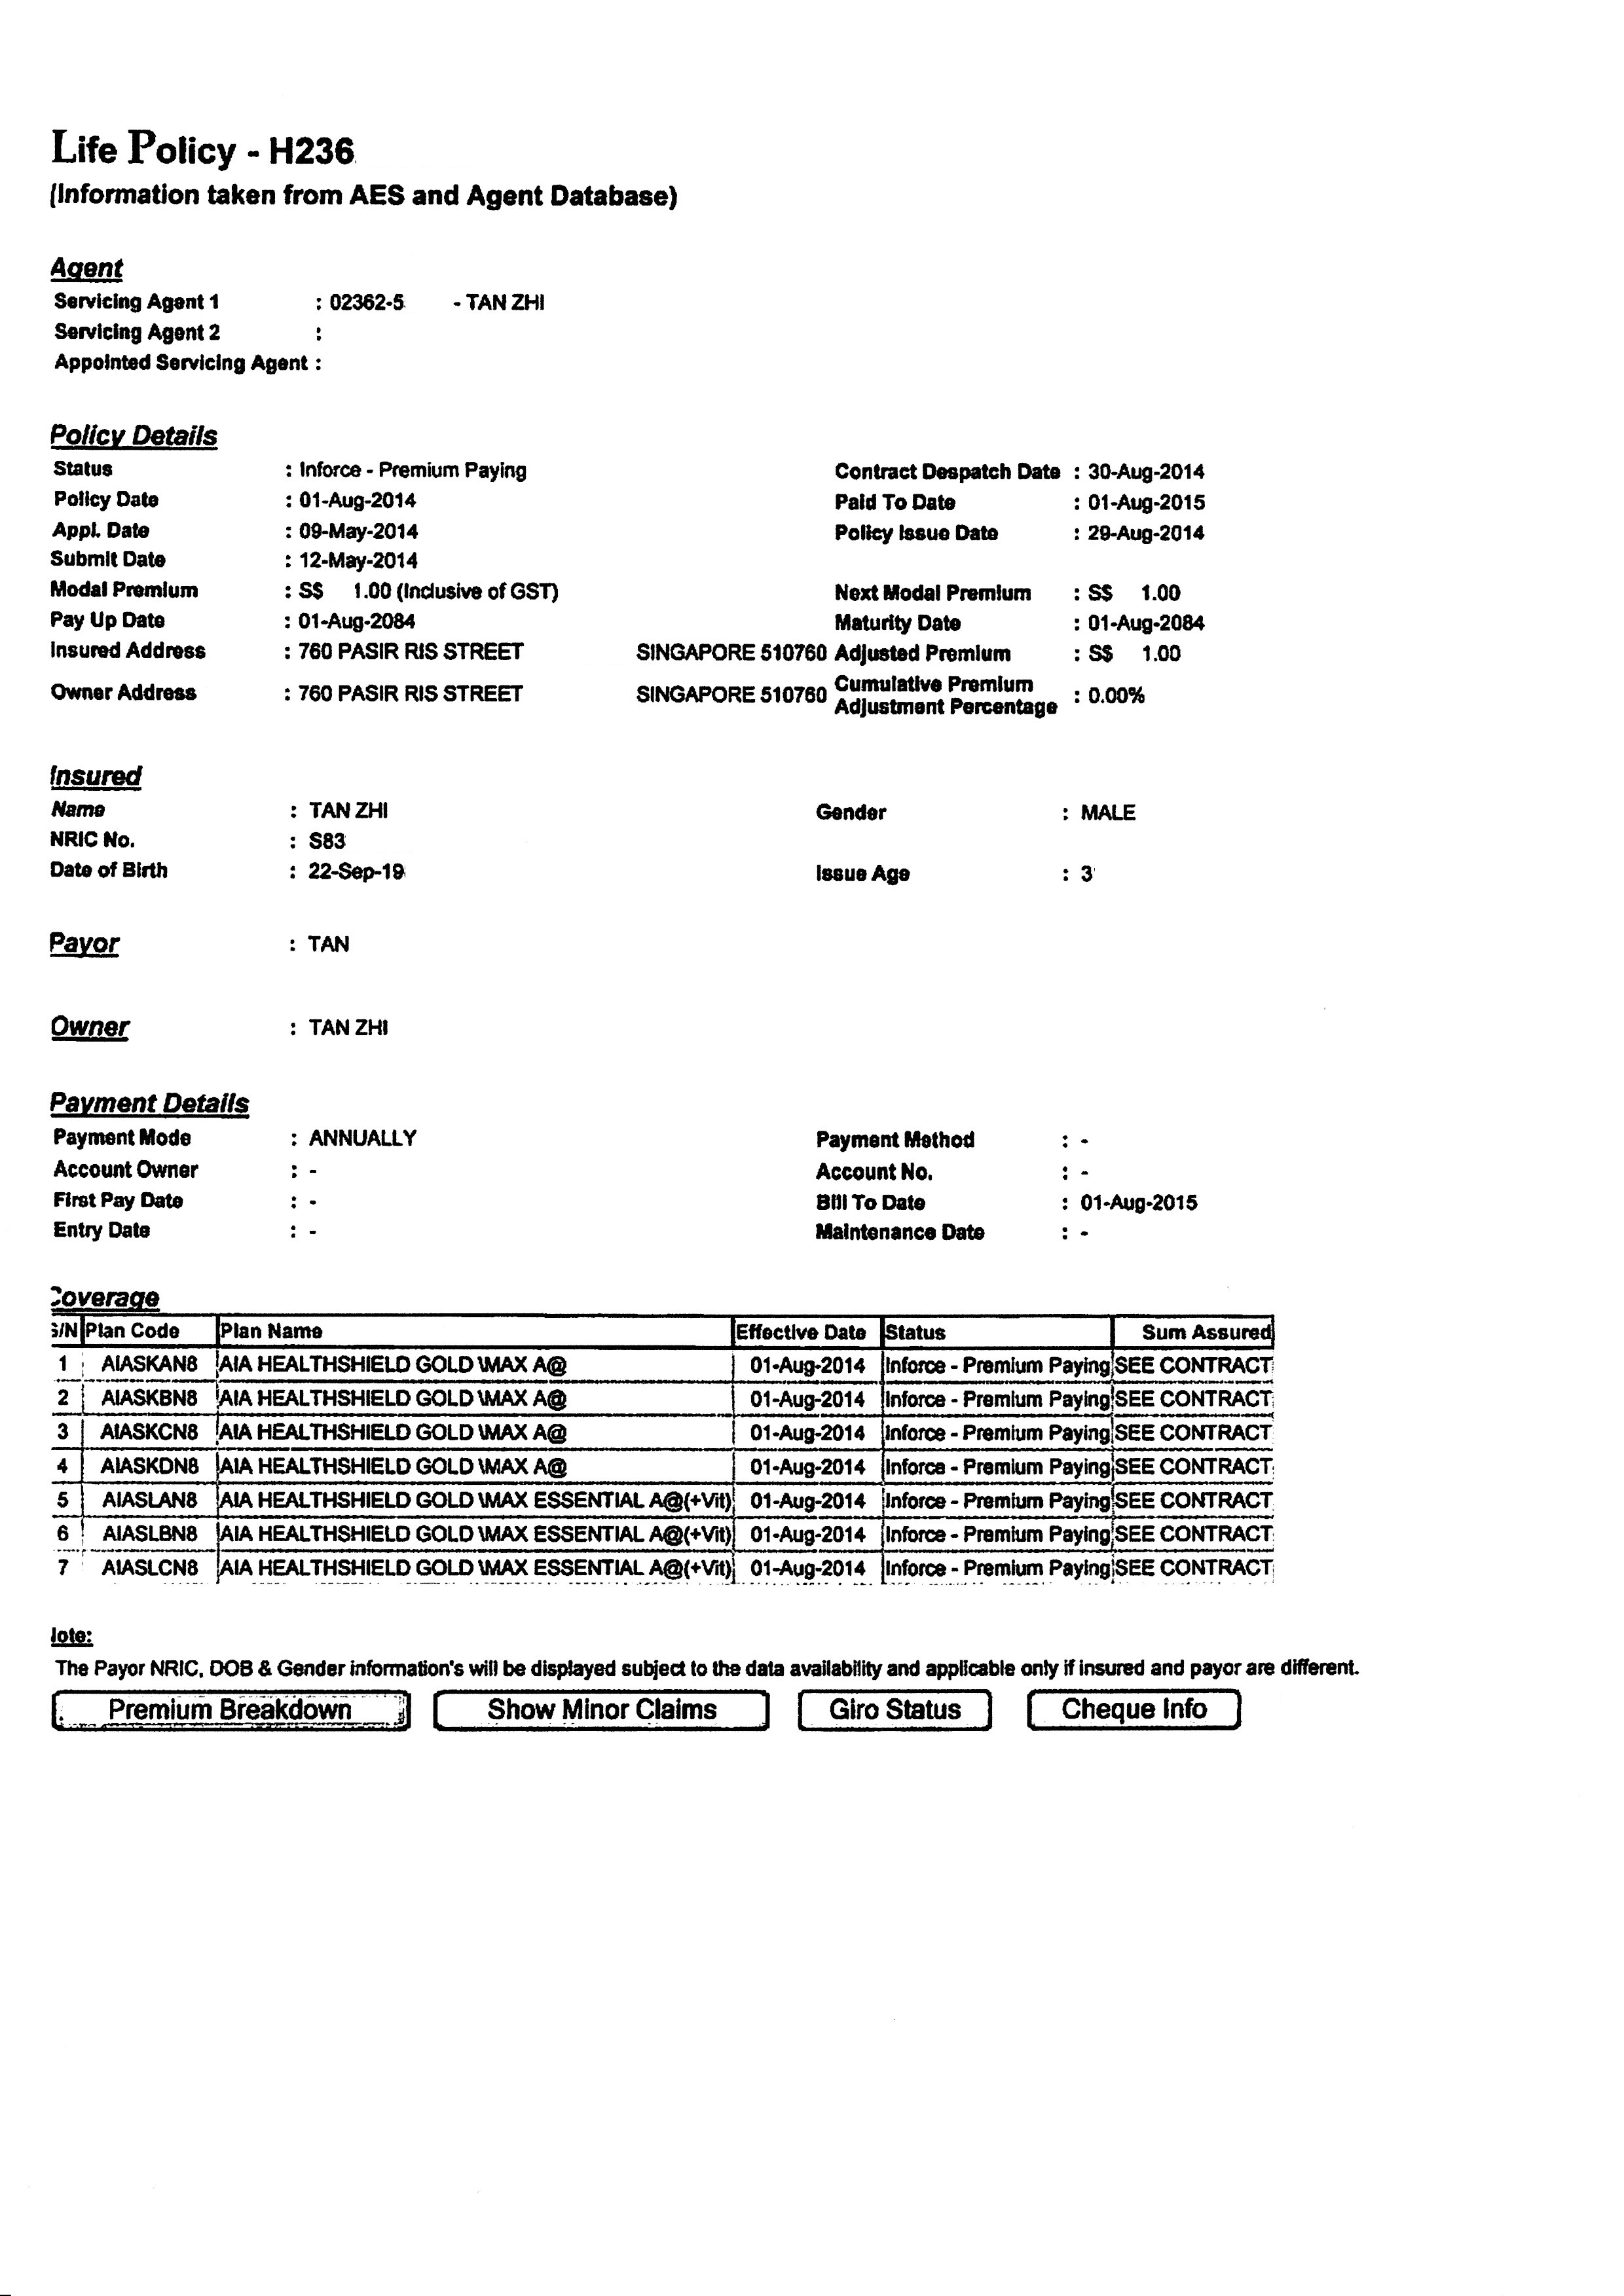 Life Policy - H236
(Information taken from AES and Agent Database)
Agent
Servicing Agent 1 : 02362-5 - TAN ZHI
Servicing Agent 2 :
Appointed Servicing Agent :
Policy Details
Status : Inforce - Premium Paying Contract Despatch Date : 30-Aug-2014
Policy Date : 01-Aug-2014 Paid To Date : 01-Aug-2015
Appl. Date : 09-May-2014 Policy Issue Date : 29-Aug-2014
Submit Date : 12-May-2014
Modal Premium : S$ 1.00 (Inclusive of GST) Next Modal Premium : S$ 1.00
Pay Up Date : 01-Aug-2084 Maturity Date : 01-Aug-2084
Insured Address : 760 PASIR RIS STREET SINGAPORE 510760 Adjusted Premium : S$ 1.00
Owner Address : 760 PASIR RIS STREET SINGAPORE 510760 Cumulative Premium Adjustment Percentage : 0.00%
Insured
Name : TAN ZHI Gender : MALE
NRIC No. : S83
Date of Birth : 22-Sep-19 Issue Age : 3
Payor : TAN
Owner : TAN ZHI
Payment Details
Payment Mode : ANNUALLY Payment Method : -
Account Owner : - Account No. : -
First Pay Date : - Bill To Date : 01-Aug-2015
Entry Date : - Maintenance Date : -
Coverage
S/N Plan Code Plan Name Effective Date Status Sum Assured
1 AIASKAN8 AIA HEALTHSHIELD GOLD \MAX A@ 01-Aug-2014 Inforce - Premium Paying SEE CONTRACT
2 AIASKBN8 AIA HEALTHSHIELD GOLD \MAX A@ 01-Aug-2014 Inforce - Premium Paying SEE CONTRACT
3 AIASKCN8 AIA HEALTHSHIELD GOLD \MAX A@ 01-Aug-2014 Inforce - Premium Paying SEE CONTRACT
4 AIASKDN8 AIA HEALTHSHIELD GOLD \MAX A@ 01-Aug-2014 Inforce - Premium Paying SEE CONTRACT
5 AIASLAN8 AIA HEALTHSHIELD GOLD \MAX ESSENTIAL A@(+Vit) 01-Aug-2014 Inforce - Premium Paying SEE CONTRACT
6 AIASLBN8 AIA HEALTHSHIELD GOLD \MAX ESSENTIAL A@(+Vit) 01-Aug-2014 Inforce - Premium Paying SEE CONTRACT
7 AIASLCN8 AIA HEALTHSHIELD GOLD \MAX ESSENTIAL A@(+Vit) 01-Aug-2014 Inforce - Premium Paying SEE CONTRACT
Note:
The Payor NRIC, DOB & Gender information's will be displayed subject to the data availability and applicable only if insured and payor are different.
Premium Breakdown Show Minor Claims Giro Status Cheque Info